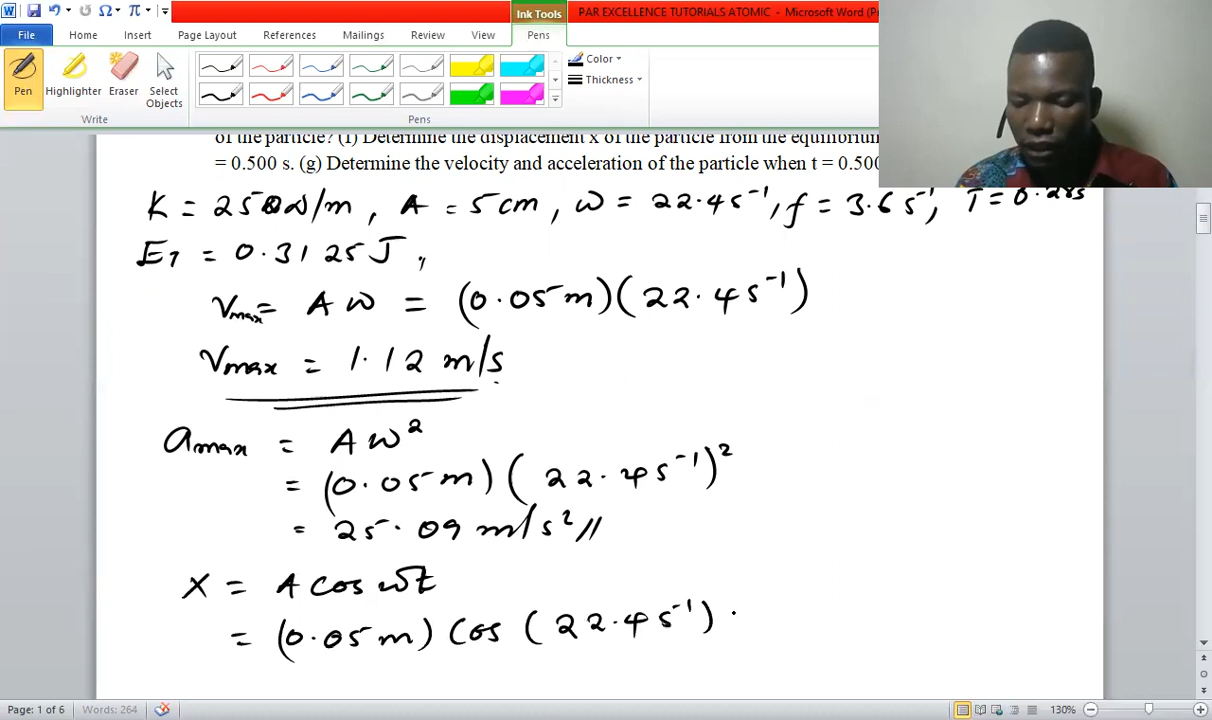 Ink Tools
PAR EXCELLENCE TUTORIALS ATOMIC - Microsoft Word (Pr
File Home Insert Page Layout References Mailings Review View Pens
Pen Highlighter Eraser Select Objects
Color
Thickness
Write
Pens
of the particle? (f) Determine the displacement x of the particle from the equilibrium
= 0.500 s. (g) Determine the velocity and acceleration of the particle when t = 0.500
K = 250N/m, A = 5cm, ω = 22.4s⁻¹, f = 3.6s⁻¹, T = 0.28s
E_T = 0.3125J,
Vmax = Aω = (0.05m)(22.4s⁻¹)
Vmax = 1.12 m/s
amax = Aω²
= (0.05m)(22.4s⁻¹)²
= 25.09 m/s² //
X = A cos ωt
= (0.05m) Cos (22.4s⁻¹)
Page: 1 of 6 Words: 264 130%